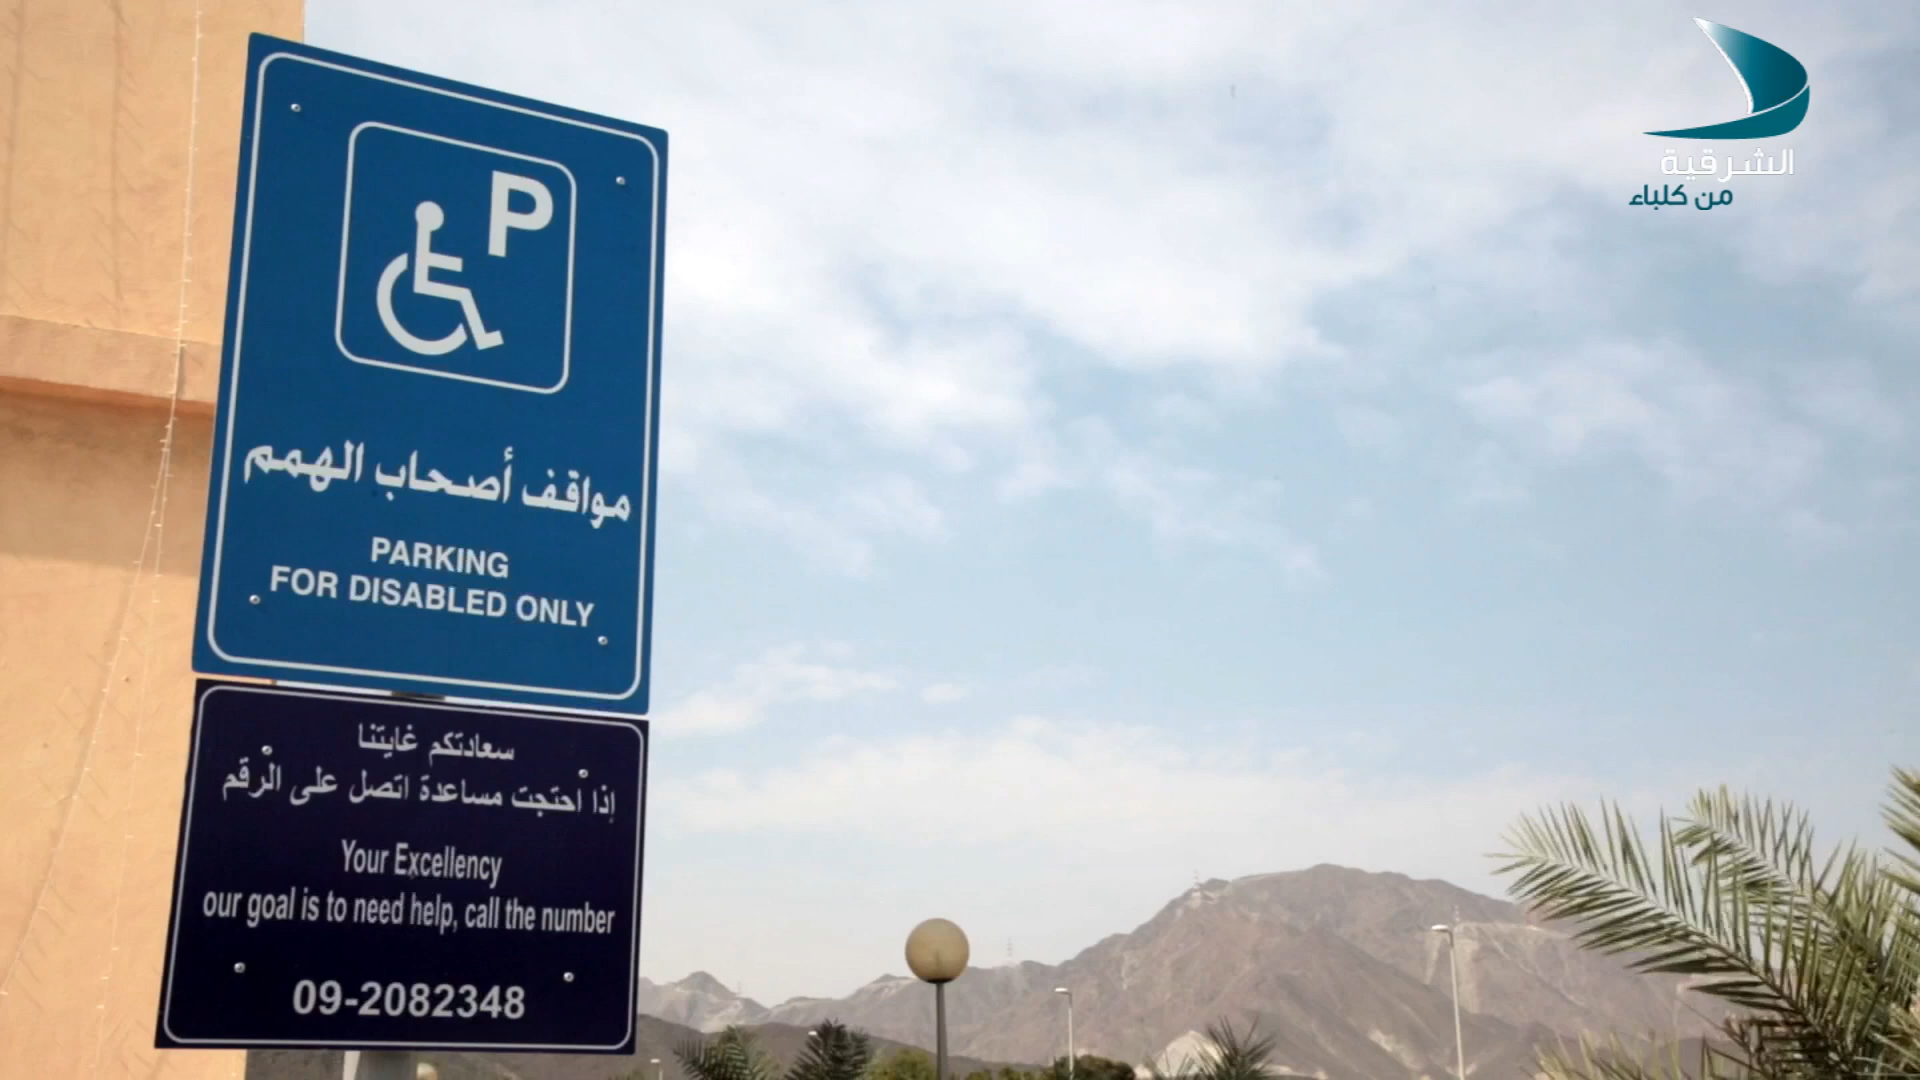 P
مواقف أصحاب الهمم
PARKING
FOR DISABLED ONLY
سعادتكم غايتنا
إذا احتجت مساعدة اتصل على الرقم
Your Excellency
our goal is to need help, call the number
09-2082348
الشرقية
من كلباء